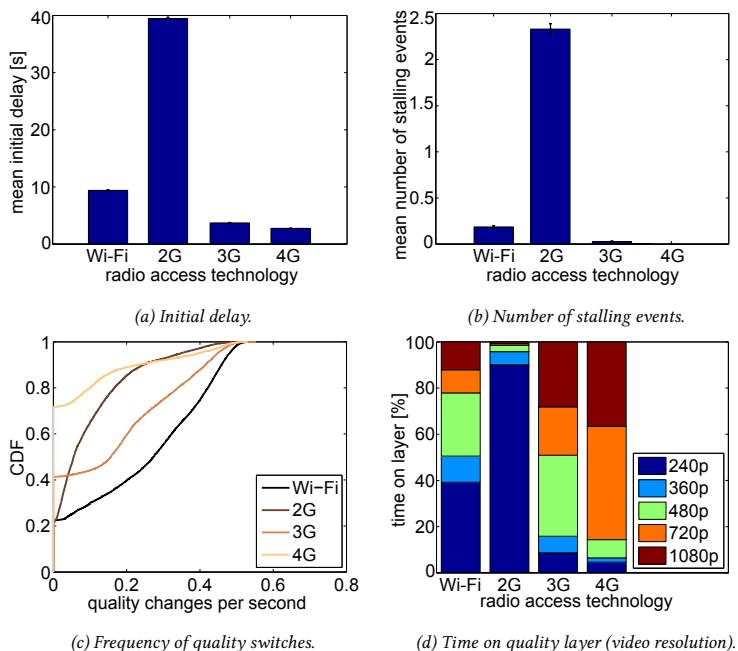 40
30
20
10
0
mean initial delay [s]
Wi-Fi 2G 3G 4G
radio access technology
(a) Initial delay.
2.5
2
1.5
1
0.5
0
mean number of stalling events
Wi-Fi 2G 3G 4G
radio access technology
(b) Number of stalling events.
1
0.8
0.6
0.4
0.2
0
CDF
Wi−Fi
2G
3G
4G
0 0.2 0.4 0.6 0.8
quality changes per second
(c) Frequency of quality switches.
100
80
60
40
20
0
time on layer [%]
240p
360p
480p
720p
1080p
Wi-Fi 2G 3G 4G
radio access technology
(d) Time on quality layer (video resolution).